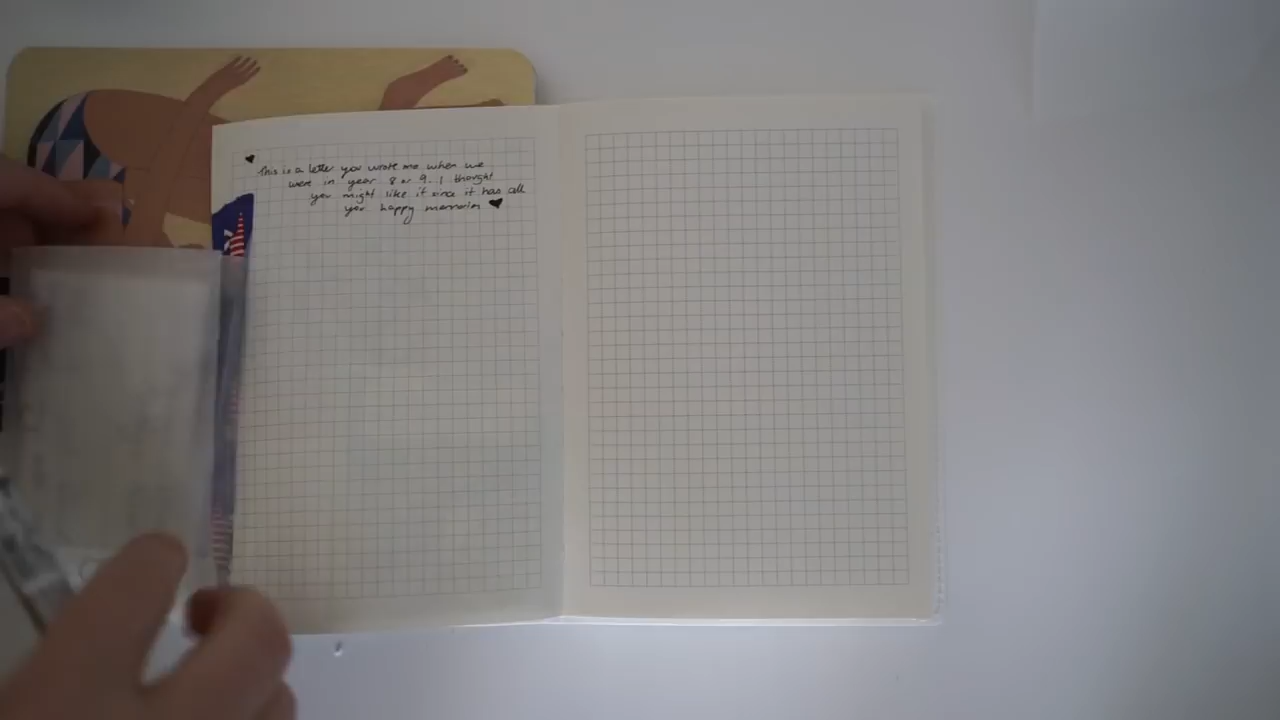 This is a letter you wrote me when we
were in year 8 or 9. I thought
you might like it since it has all
your happy memories